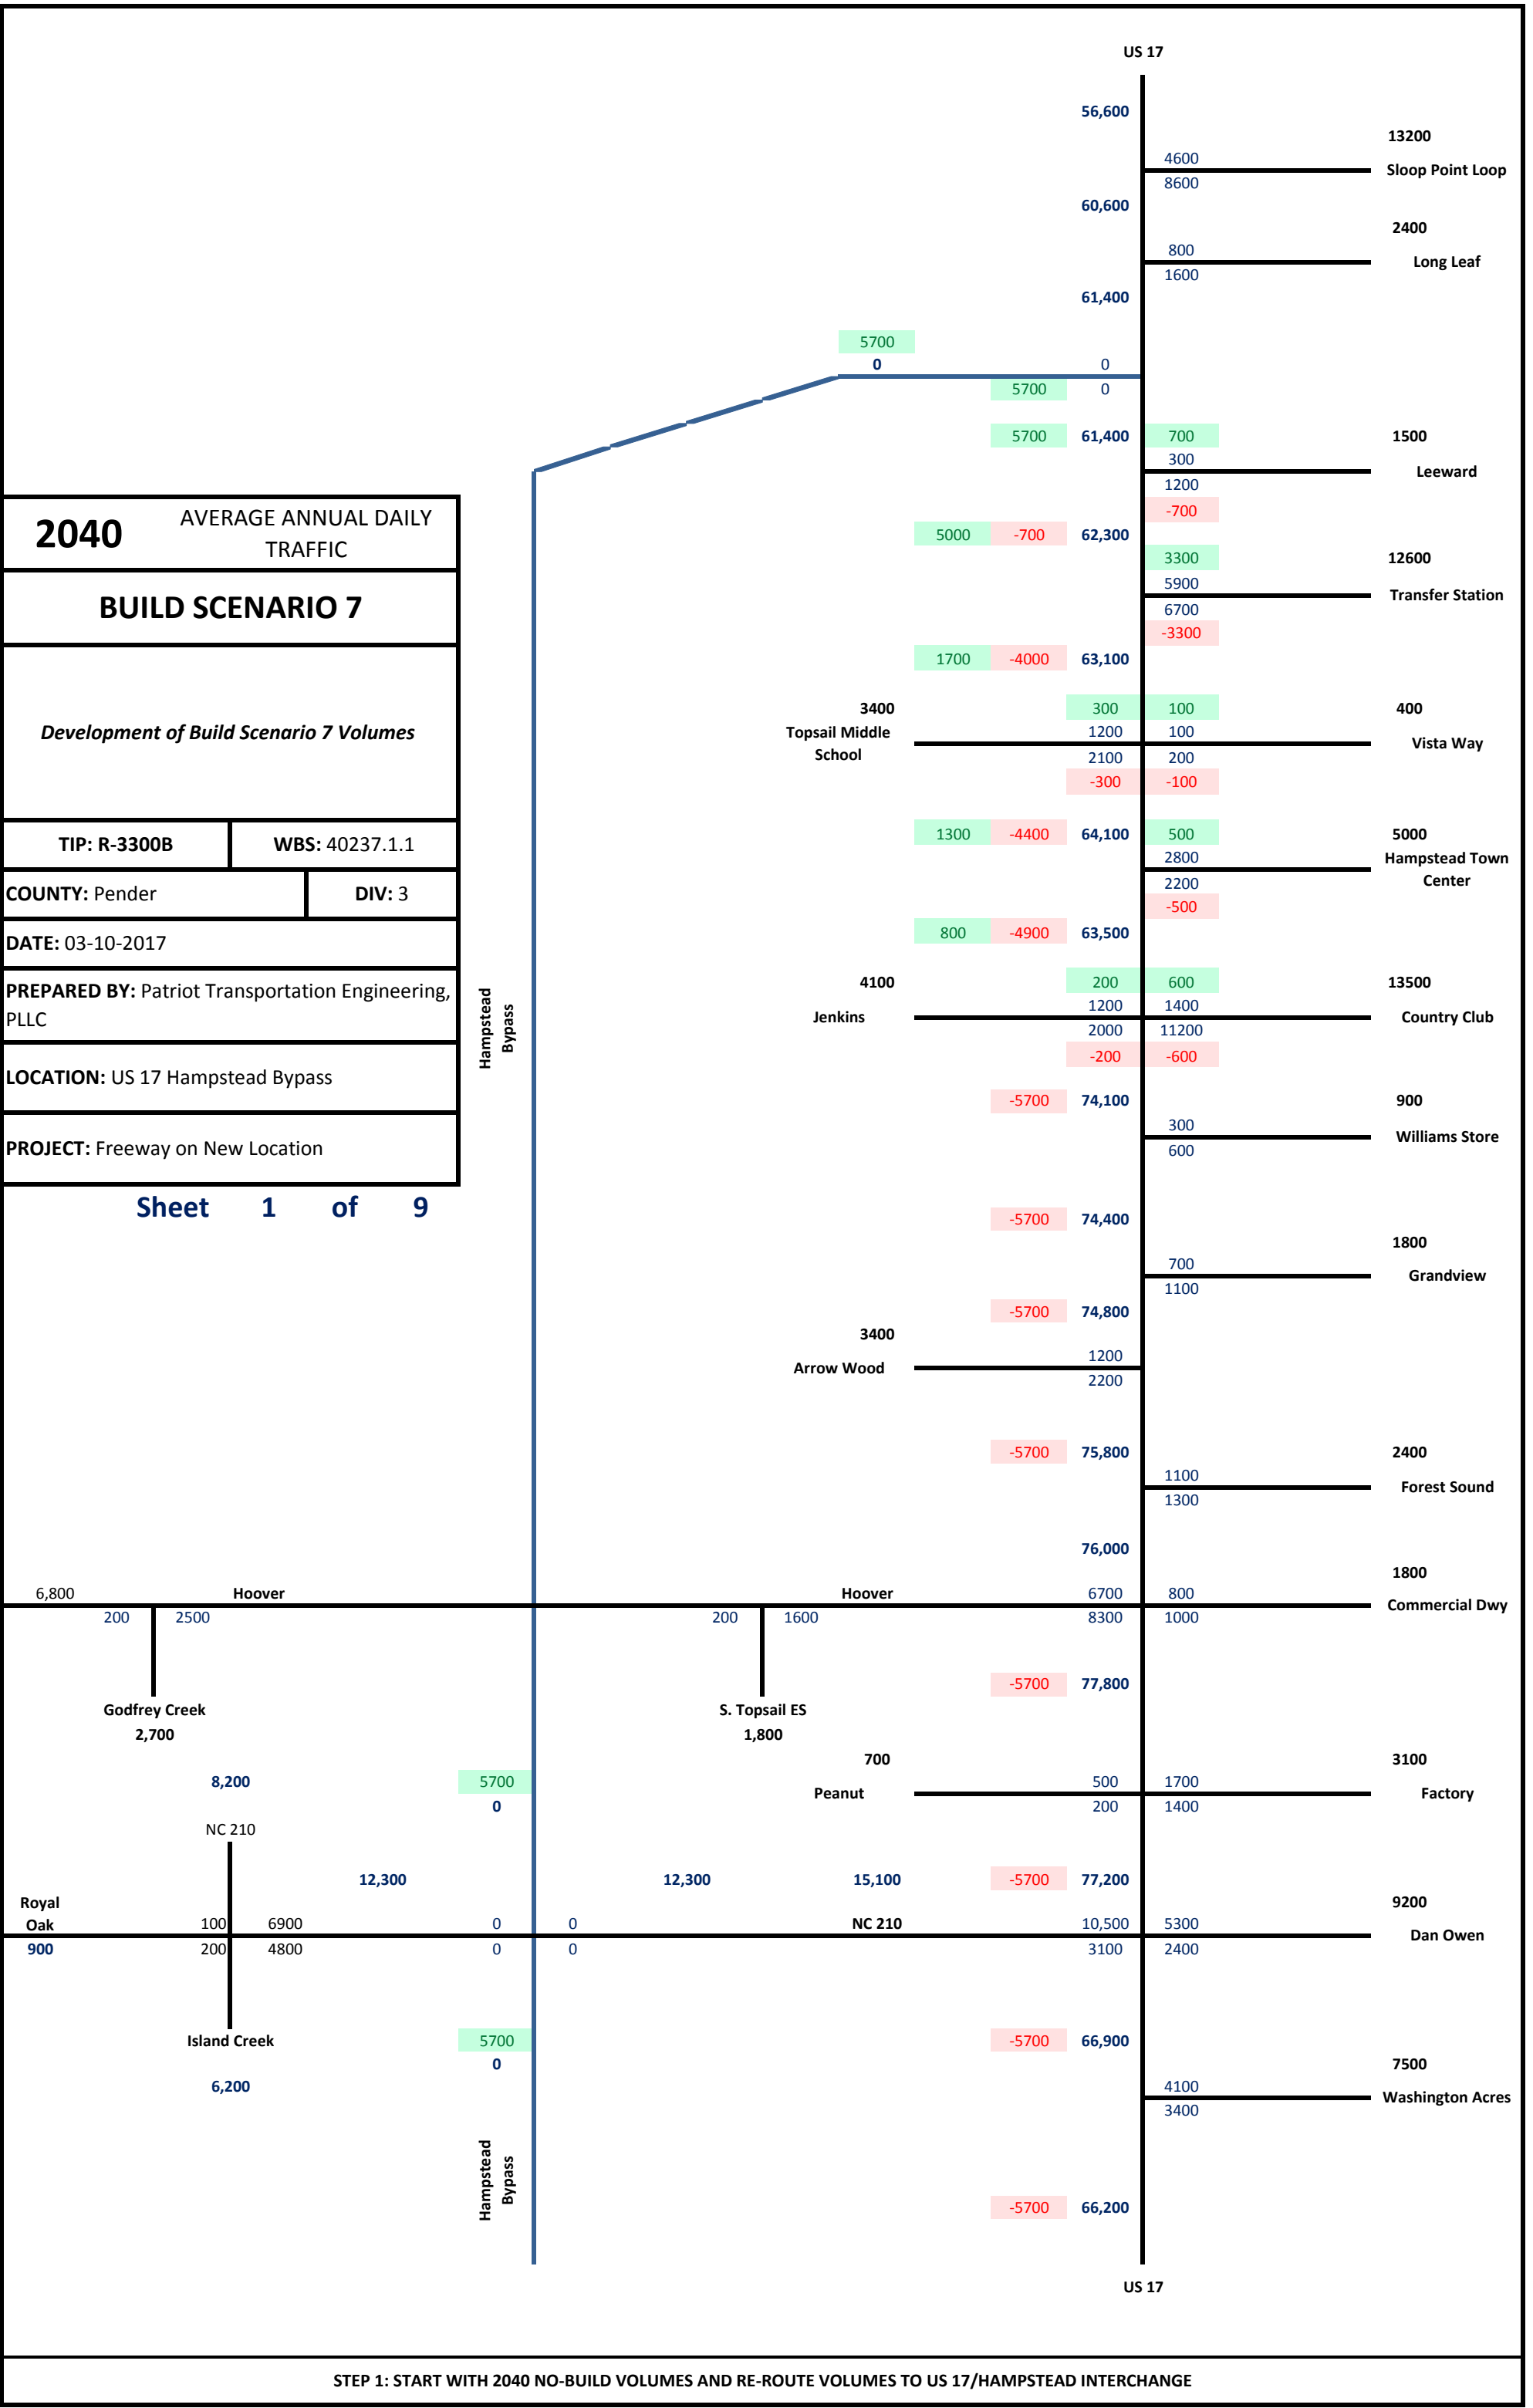 US 17
56,600
13200
4600
Sloop Point Loop
8600
60,600
2400
800
Long Leaf
1600
61,400
5700
0 0
5700 0
5700 61,400 700 1500
300
Leeward
1200
-700
5000 -700 62,300
3300 12600
5900
Transfer Station
6700
-3300
1700 -4000 63,100
3400 300 100 400
Topsail Middle 1200 100
School
Vista Way
2100 200
-300 -100
1300 -4400 64,100 500 5000
2800 Hampstead Town
Center
2200
-500
800 -4900 63,500
4100 200 600 13500
1200 1400
Jenkins Country Club
2000 11200
-200 -600
-5700 74,100 900
300
Williams Store
600
-5700 74,400
1800
700
Grandview
1100
-5700 74,800
3400
1200
Arrow Wood
2200
-5700 75,800 2400
1100
Forest Sound
1300
76,000
1800
6,800 Hoover Hoover 6700 800
Commercial Dwy
200 2500 200 1600 8300 1000
-5700 77,800
Godfrey Creek S. Topsail ES
2,700 1,800
700 3100
8,200 5700 500 1700
Peanut Factory
0 200 1400
NC 210
12,300 12,300 15,100 -5700 77,200
Royal
Oak
9200
100 6900 0 0 NC 210 10,500 5300
Dan Owen
900 200 4800 0 0 3100 2400
Island Creek 5700 -5700 66,900
0 7500
6,200 4100
Washington Acres
3400
-5700 66,200
US 17
Hampstead
Bypass
Hampstead
Bypass
2040 AVERAGE ANNUAL DAILY
TRAFFIC
BUILD SCENARIO 7
Development of Build Scenario 7 Volumes
TIP: R-3300B WBS: 40237.1.1
COUNTY: Pender DIV: 3
DATE: 03-10-2017
PREPARED BY: Patriot Transportation Engineering,
PLLC
LOCATION: US 17 Hampstead Bypass
PROJECT: Freeway on New Location
Sheet 1 of 9
STEP 1: START WITH 2040 NO-BUILD VOLUMES AND RE-ROUTE VOLUMES TO US 17/HAMPSTEAD INTERCHANGE